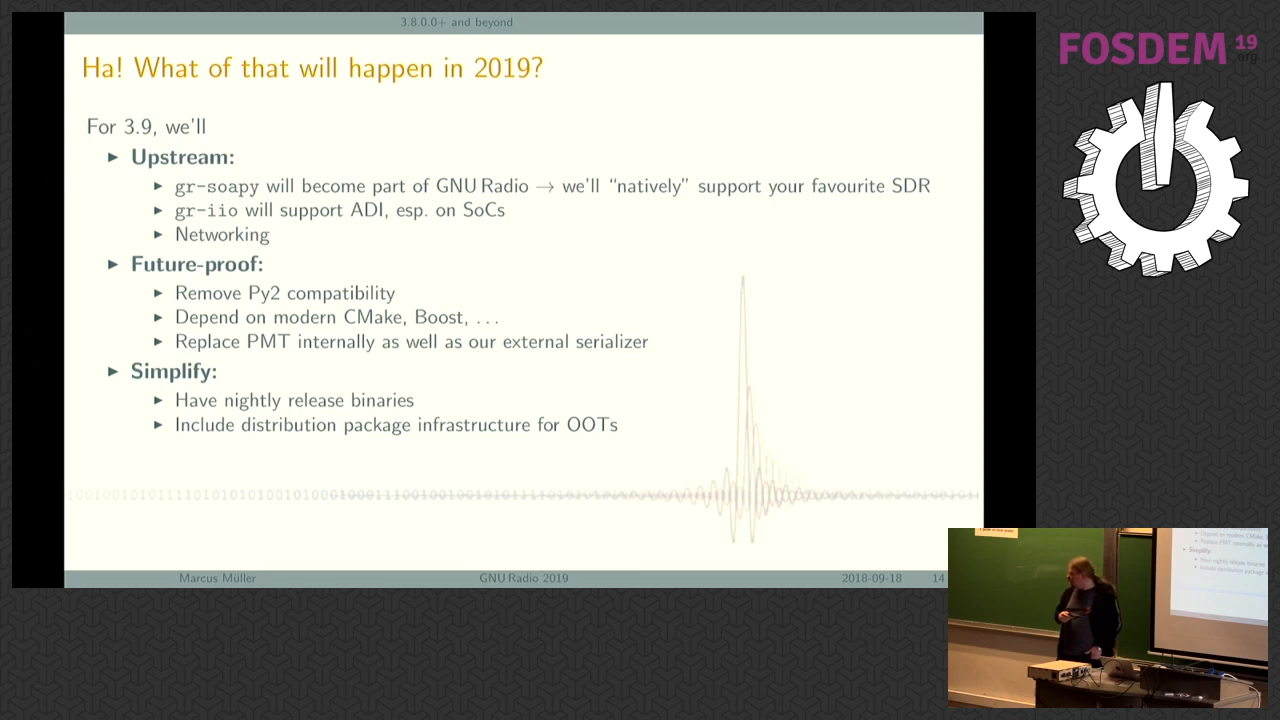 3.8.0.0+ and beyond
FOSDEM 19
.org
Ha! What of that will happen in 2019?
For 3.9, we'll
Upstream:
gr-soapy will become part of GNU Radio → we'll “natively” support your favourite SDR
gr-iio will support ADI, esp. on SoCs
Networking
Future-proof:
Remove Py2 compatibility
Depend on modern CMake, Boost, ...
Replace PMT internally as well as our external serializer
Simplify:
Have nightly release binaries
Include distribution package infrastructure for OOTs
Marcus Müller GNU Radio 2019 2018-09-18 14
Simplify: